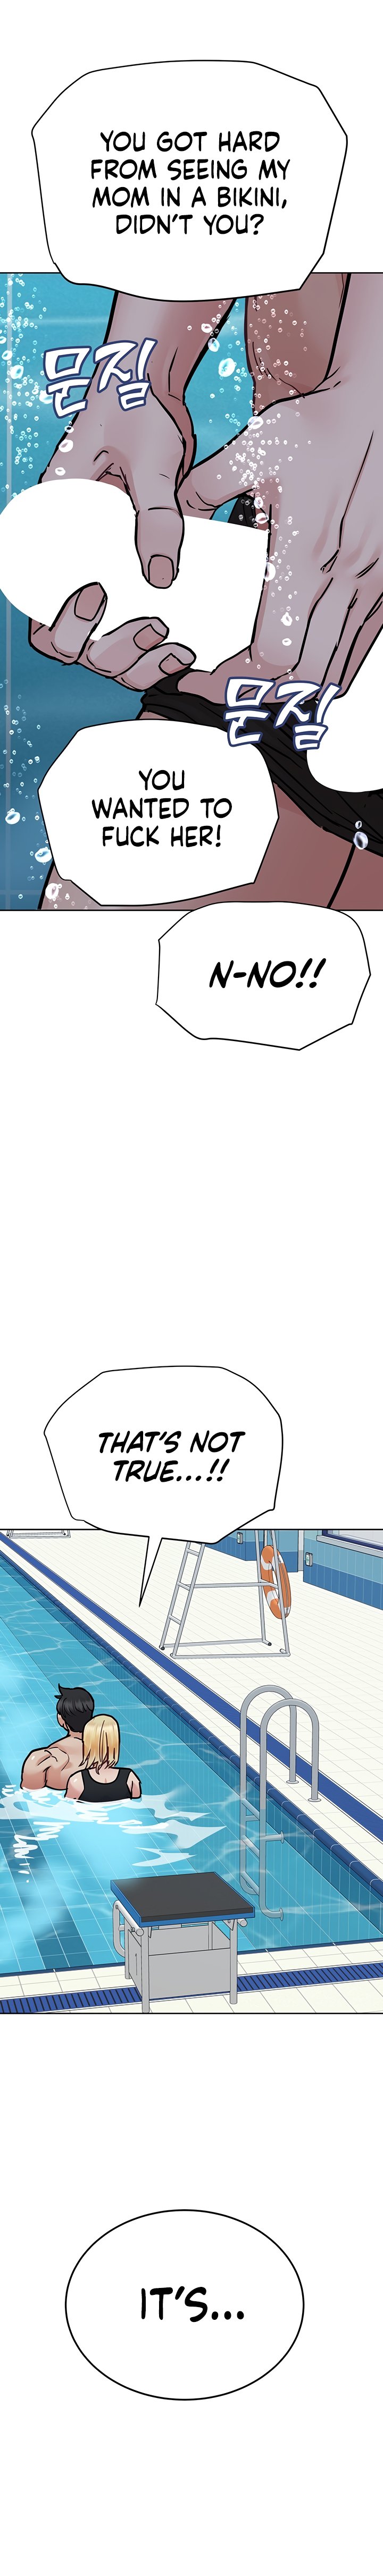 YOU GOT HARD
FROM SEEING MY
MOM IN A BIKINI,
DIDN'T YOU?
문질
문질
YOU
WANTED TO
FUCK HER!
N-NO!!
THAT'S NOT
TRUE...!!
IT'S...